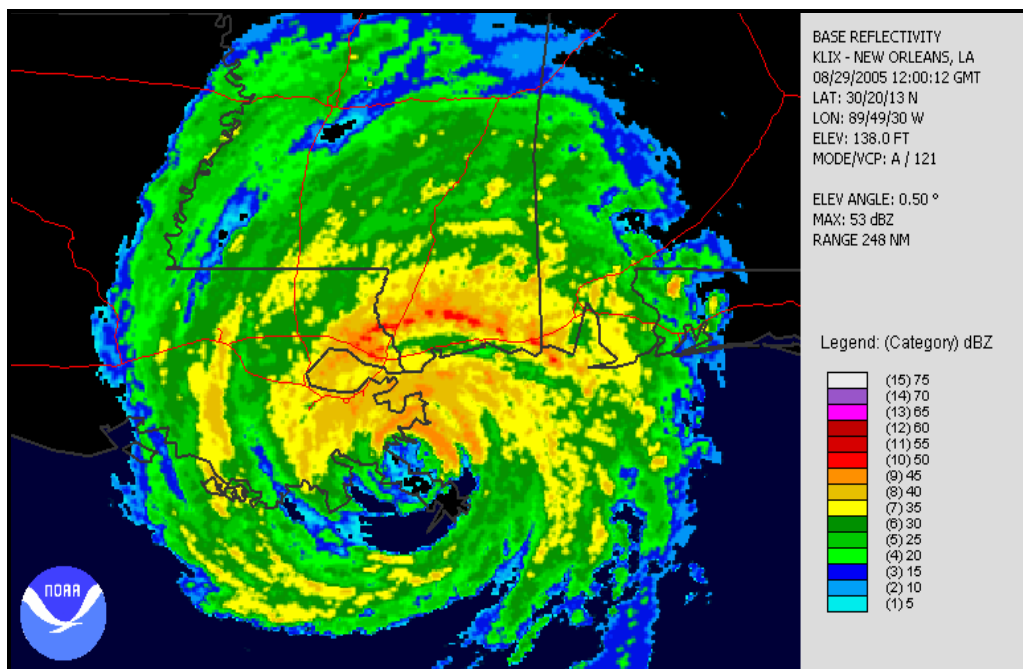 BASE REFLECTIVITY
KLIX - NEW ORLEANS, LA
08/29/2005 12:00:12 GMT
LAT: 30/20/13 N
LON: 89/49/30 W
ELEV: 138.0 FT
MODE/VCP: A / 121
ELEV ANGLE: 0.50 °
MAX: 53 dBZ
RANGE 248 NM
Legend: (Category) dBZ
(15) 75
(14) 70
(13) 65
(12) 60
(11) 55
(10) 50
(9) 45
(8) 40
(7) 35
(6) 30
(5) 25
(4) 20
(3) 15
(2) 10
(1) 5
NOAA